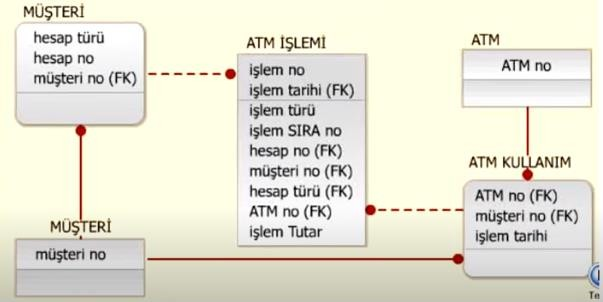 MÜŞTERİ
hesap türü
hesap no
müşteri no (FK)
ATM İŞLEMİ
işlem no
işlem tarihi (FK)
işlem türü
işlem SIRA no
hesap no (FK)
müşteri no (FK)
hesap türü (FK)
ATM no (FK)
işlem Tutar
ATM
ATM no
ATM KULLANIM
ATM no (FK)
müşteri no (FK)
işlem tarihi
MÜŞTERİ
müşteri no
Te